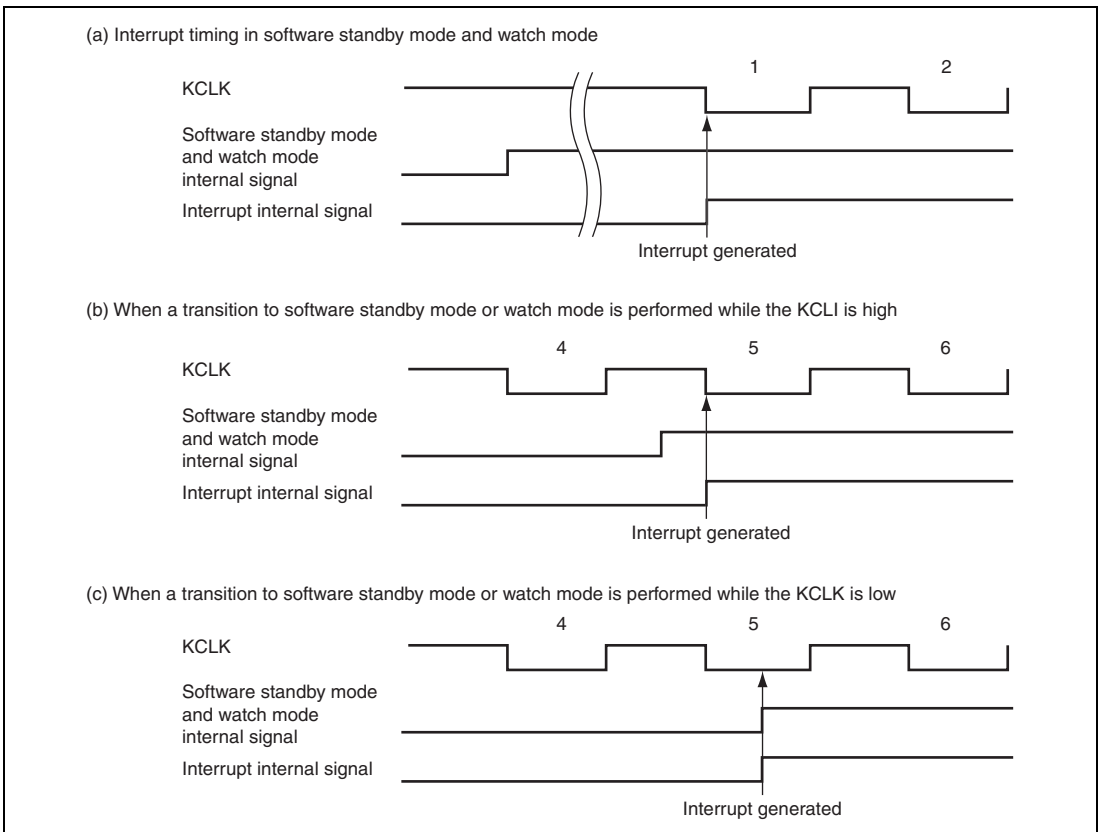 (a) Interrupt timing in software standby mode and watch mode
1 2
KCLK
Software standby mode
and watch mode
internal signal
Interrupt internal signal
Interrupt generated
(b) When a transition to software standby mode or watch mode is performed while the KCLI is high
4 5 6
KCLK
Software standby mode
and watch mode
internal signal
Interrupt internal signal
Interrupt generated
(c) When a transition to software standby mode or watch mode is performed while the KCLK is low
4 5 6
KCLK
Software standby mode
and watch mode
internal signal
Interrupt internal signal
Interrupt generated